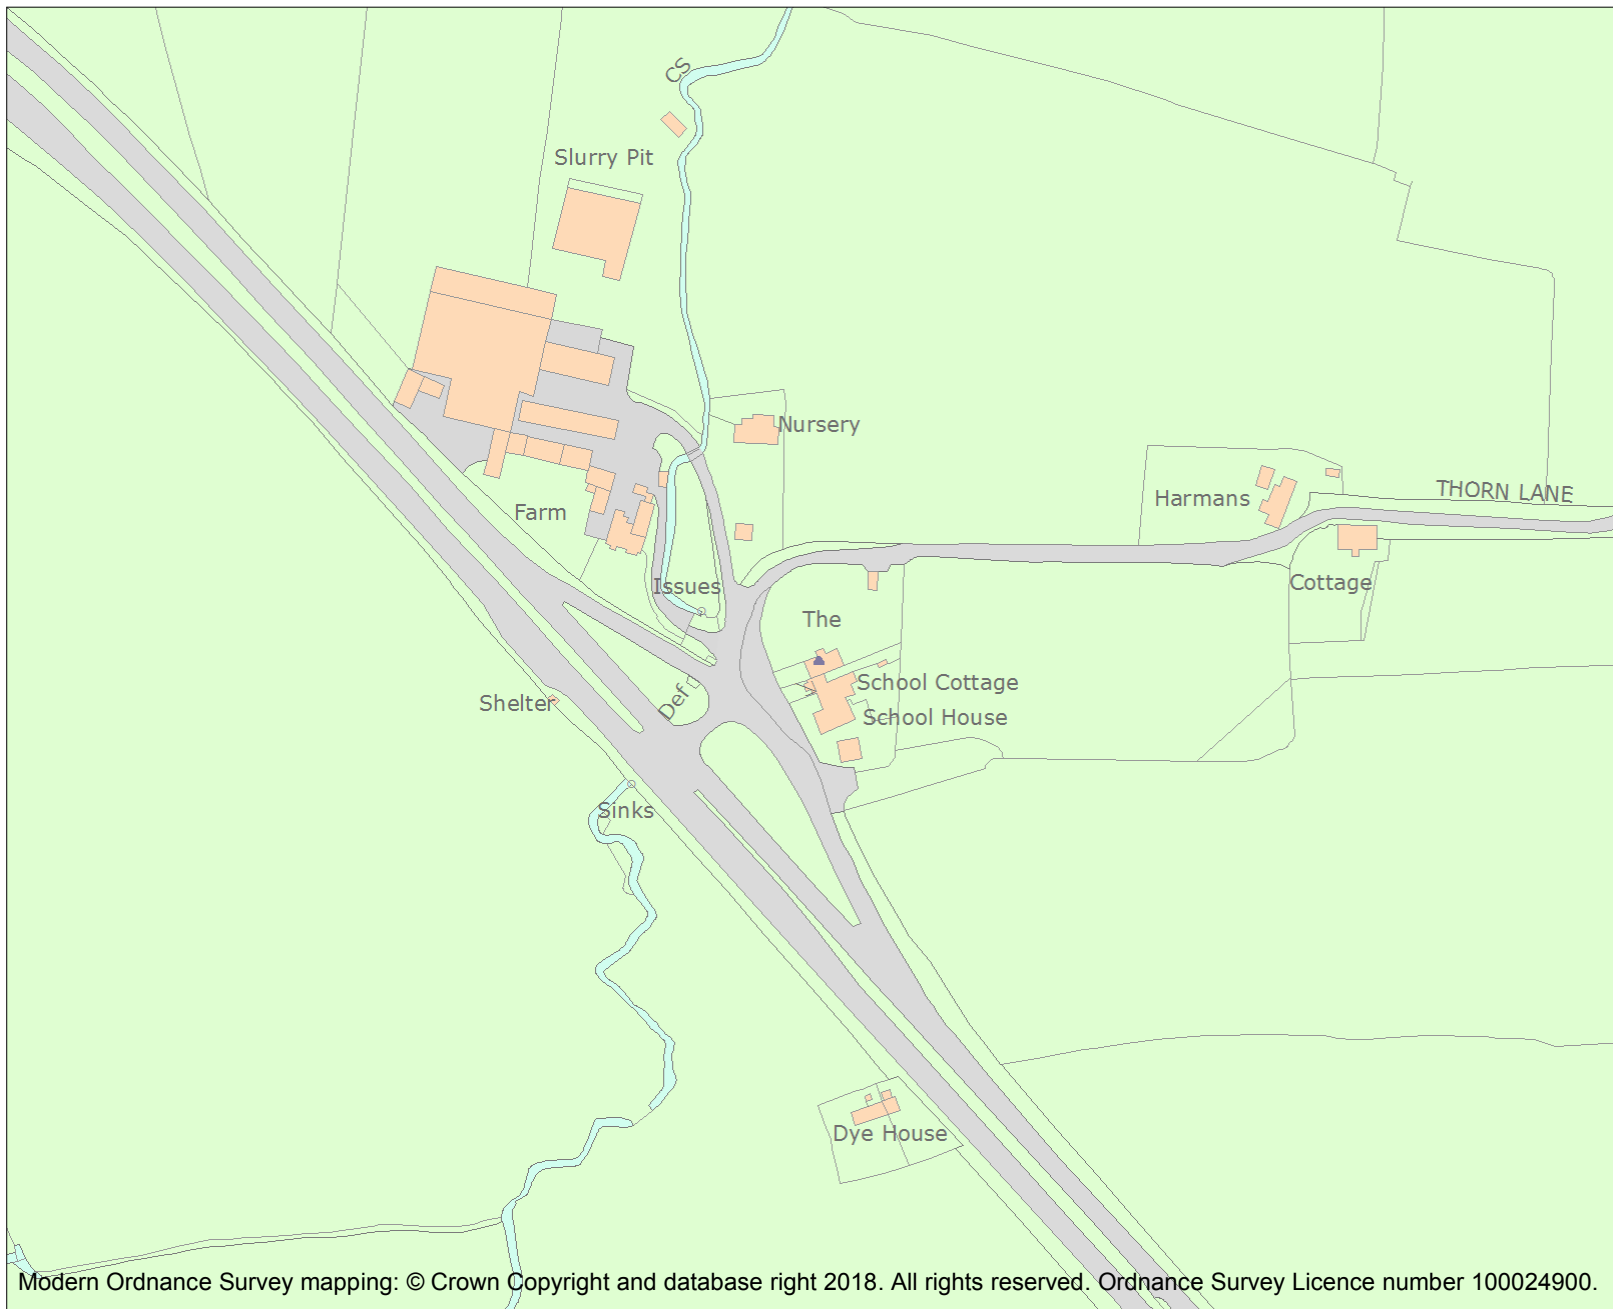 CS
Slurry Pit
Nursery
THORN LANE
Harmans
Farm
Cottage
Issues
The
School Cottage
Def
Shelter
School House
Sinks
Dye House
Modern Ordnance Survey mapping: © Crown Copyright and database right 2018. All rights reserved. Ordnance Survey Licence number 100024900.